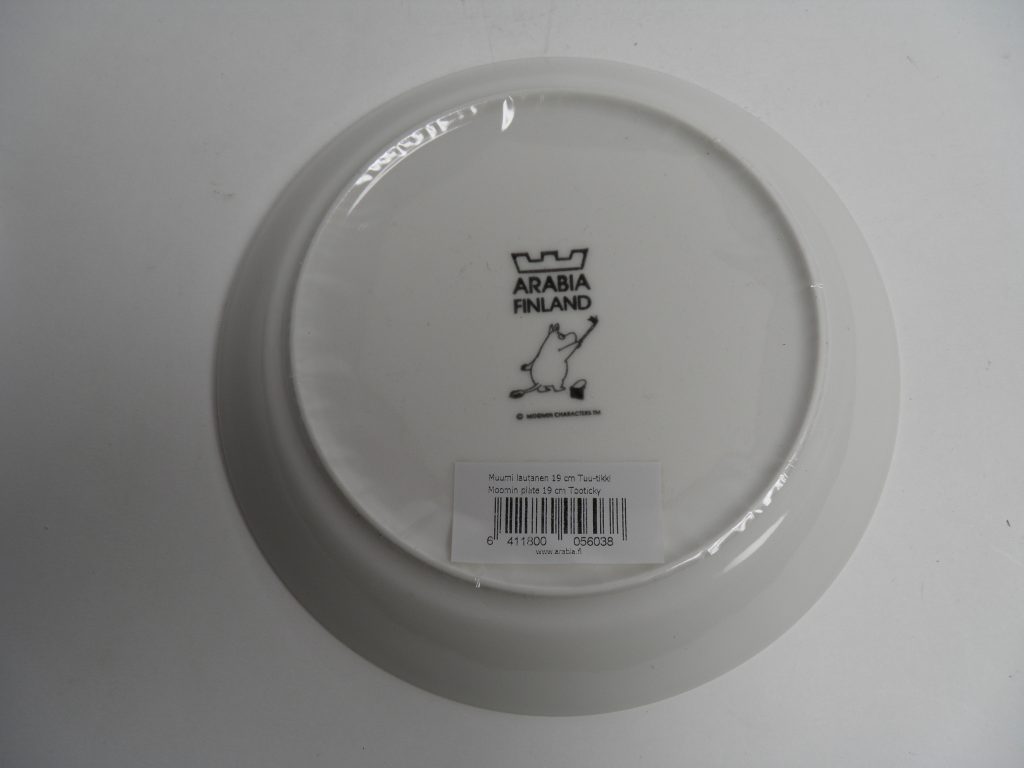 ARABIA
FINLAND
© MOOMIN CHARACTERS TM
Muumi lautanen 19 cm Tuu-tikki
Moomin plate 19 cm Tooticky
6 411800 056038
www.arabia.fi